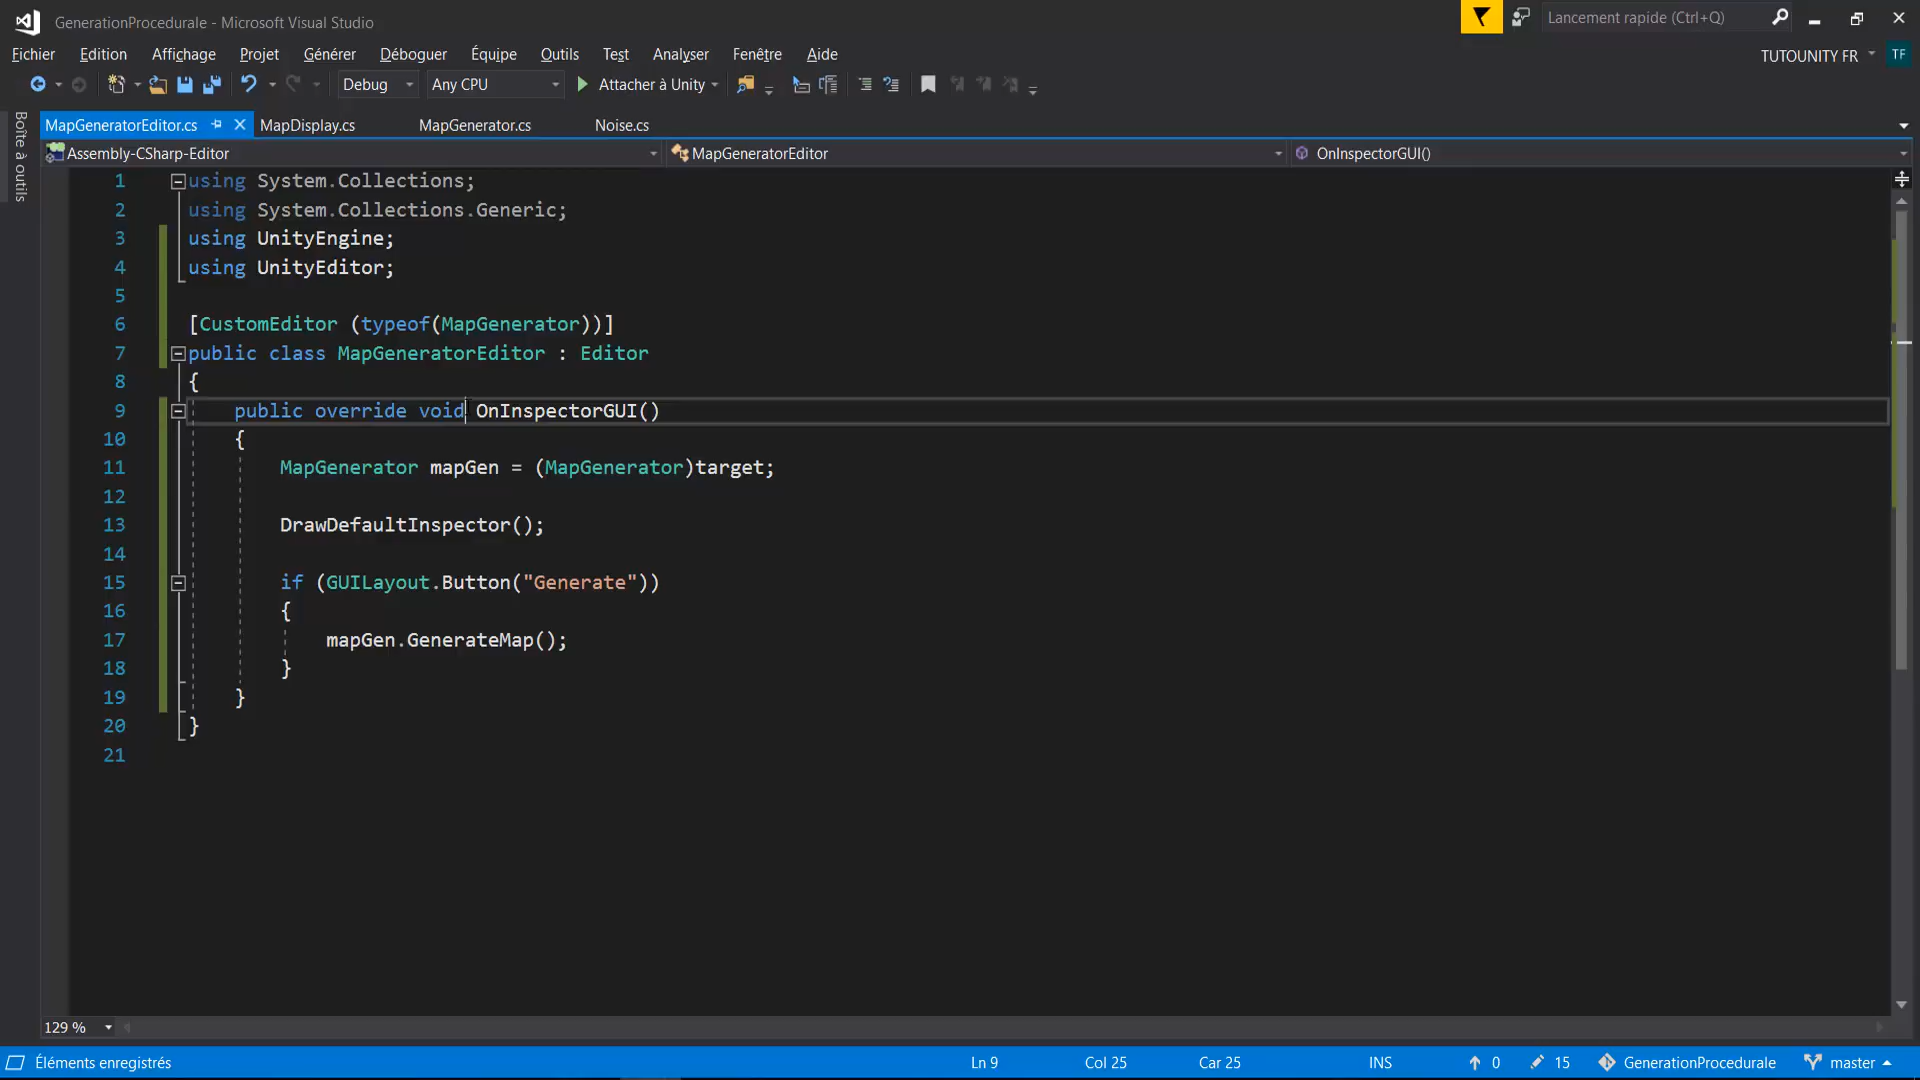 GenerationProcedurale - Microsoft Visual Studio
Lancement rapide (Ctrl+Q)
Fichier Edition Affichage Projet Générer Déboguer Équipe Outils Test Analyser Fenêtre Aide
TUTOUNITY FR TF
Debug Any CPU Attacher à Unity
Boîte à outils
MapGeneratorEditor.cs MapDisplay.cs MapGenerator.cs Noise.cs
Assembly-CSharp-Editor MapGeneratorEditor OnInspectorGUI()
1 using System.Collections;
2 using System.Collections.Generic;
3 using UnityEngine;
4 using UnityEditor;
5
6 [CustomEditor (typeof(MapGenerator))]
7 public class MapGeneratorEditor : Editor
8 {
9 public override void OnInspectorGUI()
10 {
11 MapGenerator mapGen = (MapGenerator)target;
12
13 DrawDefaultInspector();
14
15 if (GUILayout.Button("Generate"))
16 {
17 mapGen.GenerateMap();
18 }
19 }
20 }
21
129 %
Éléments enregistrés Ln 9 Col 25 Car 25 INS 0 15 GenerationProcedurale master